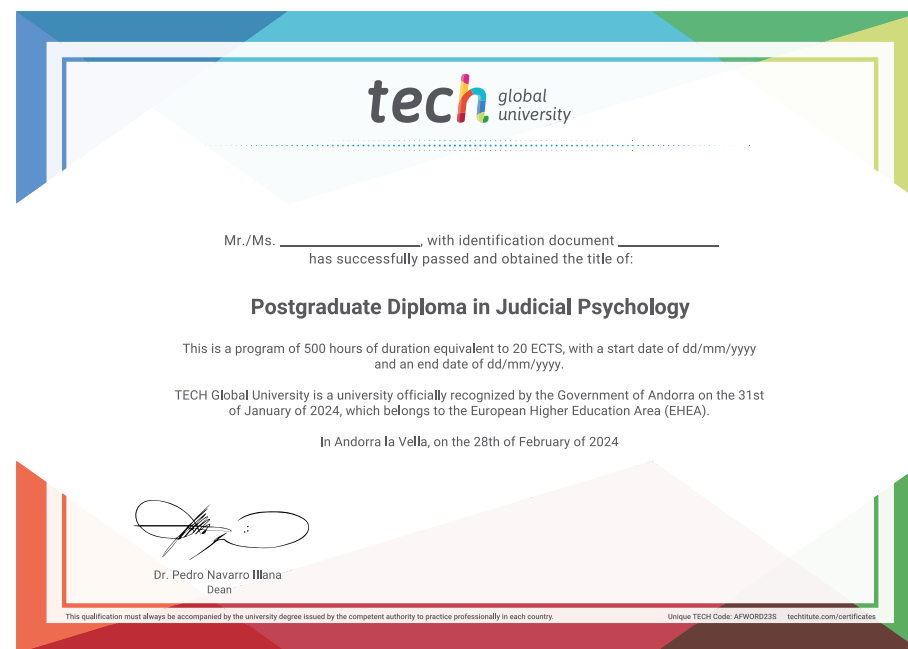 tech global
university
Mr./Ms. ____________, with identification document ____________
has successfully passed and obtained the title of:
Postgraduate Diploma in Judicial Psychology
This is a program of 500 hours of duration equivalent to 20 ECTS, with a start date of dd/mm/yyyy
and an end date of dd/mm/yyyy.
TECH Global University is a university officially recognized by the Government of Andorra on the 31st
of January of 2024, which belongs to the European Higher Education Area (EHEA).
In Andorra la Vella, on the 28th of February of 2024
Dr. Pedro Navarro Illana
Dean
This qualification must always be accompanied by the university degree issued by the competent authority to practice professionally in each country. Unique TECH Code: AFWORD23S techtitute.com/certificates